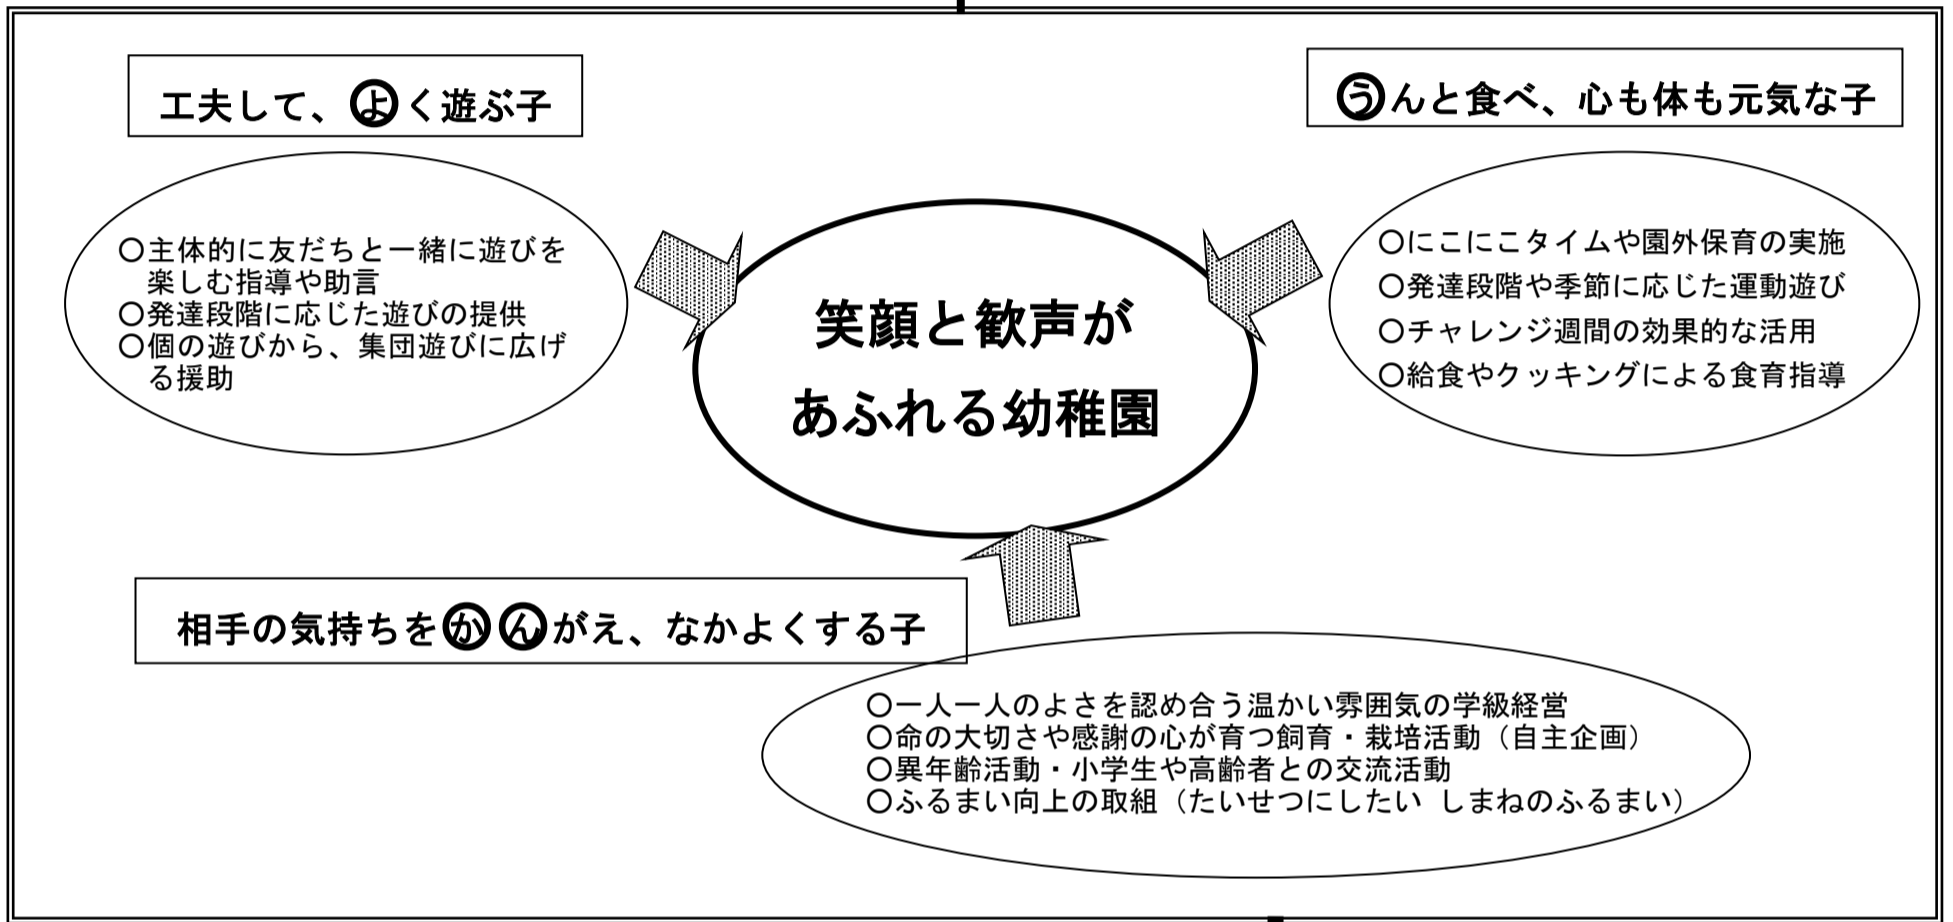 工夫して、よく遊ぶ子
○主体的に友だちと一緒に遊びを
楽しむ指導や助言
○発達段階に応じた遊びの提供
○個の遊びから、集団遊びに広げ
る援助
うんと食べ、心も体も元気な子
○にこにこタイムや園外保育の実施
○発達段階や季節に応じた運動遊び
○チャレンジ週間の効果的な活用
○給食やクッキングによる食育指導
笑顔と歓声が
あふれる幼稚園
相手の気持ちをかんがえ、なかよくする子
○一人一人のよさを認め合う温かい雰囲気の学級経営
○命の大切さや感謝の心が育つ飼育・栽培活動（自主企画）
○異年齢活動・小学生や高齢者との交流活動
○ふるまい向上の取組（たいせつにしたい しまねのふるまい）